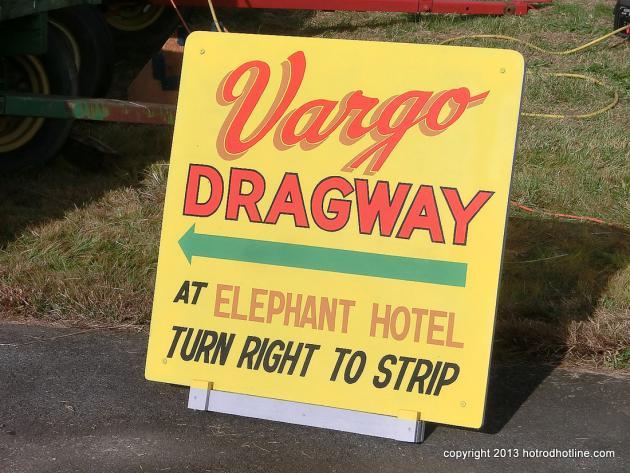 Vargo
DRAGWAY
AT ELEPHANT HOTEL
TURN RIGHT TO STRIP
copyright 2013 hotrodhotline.com